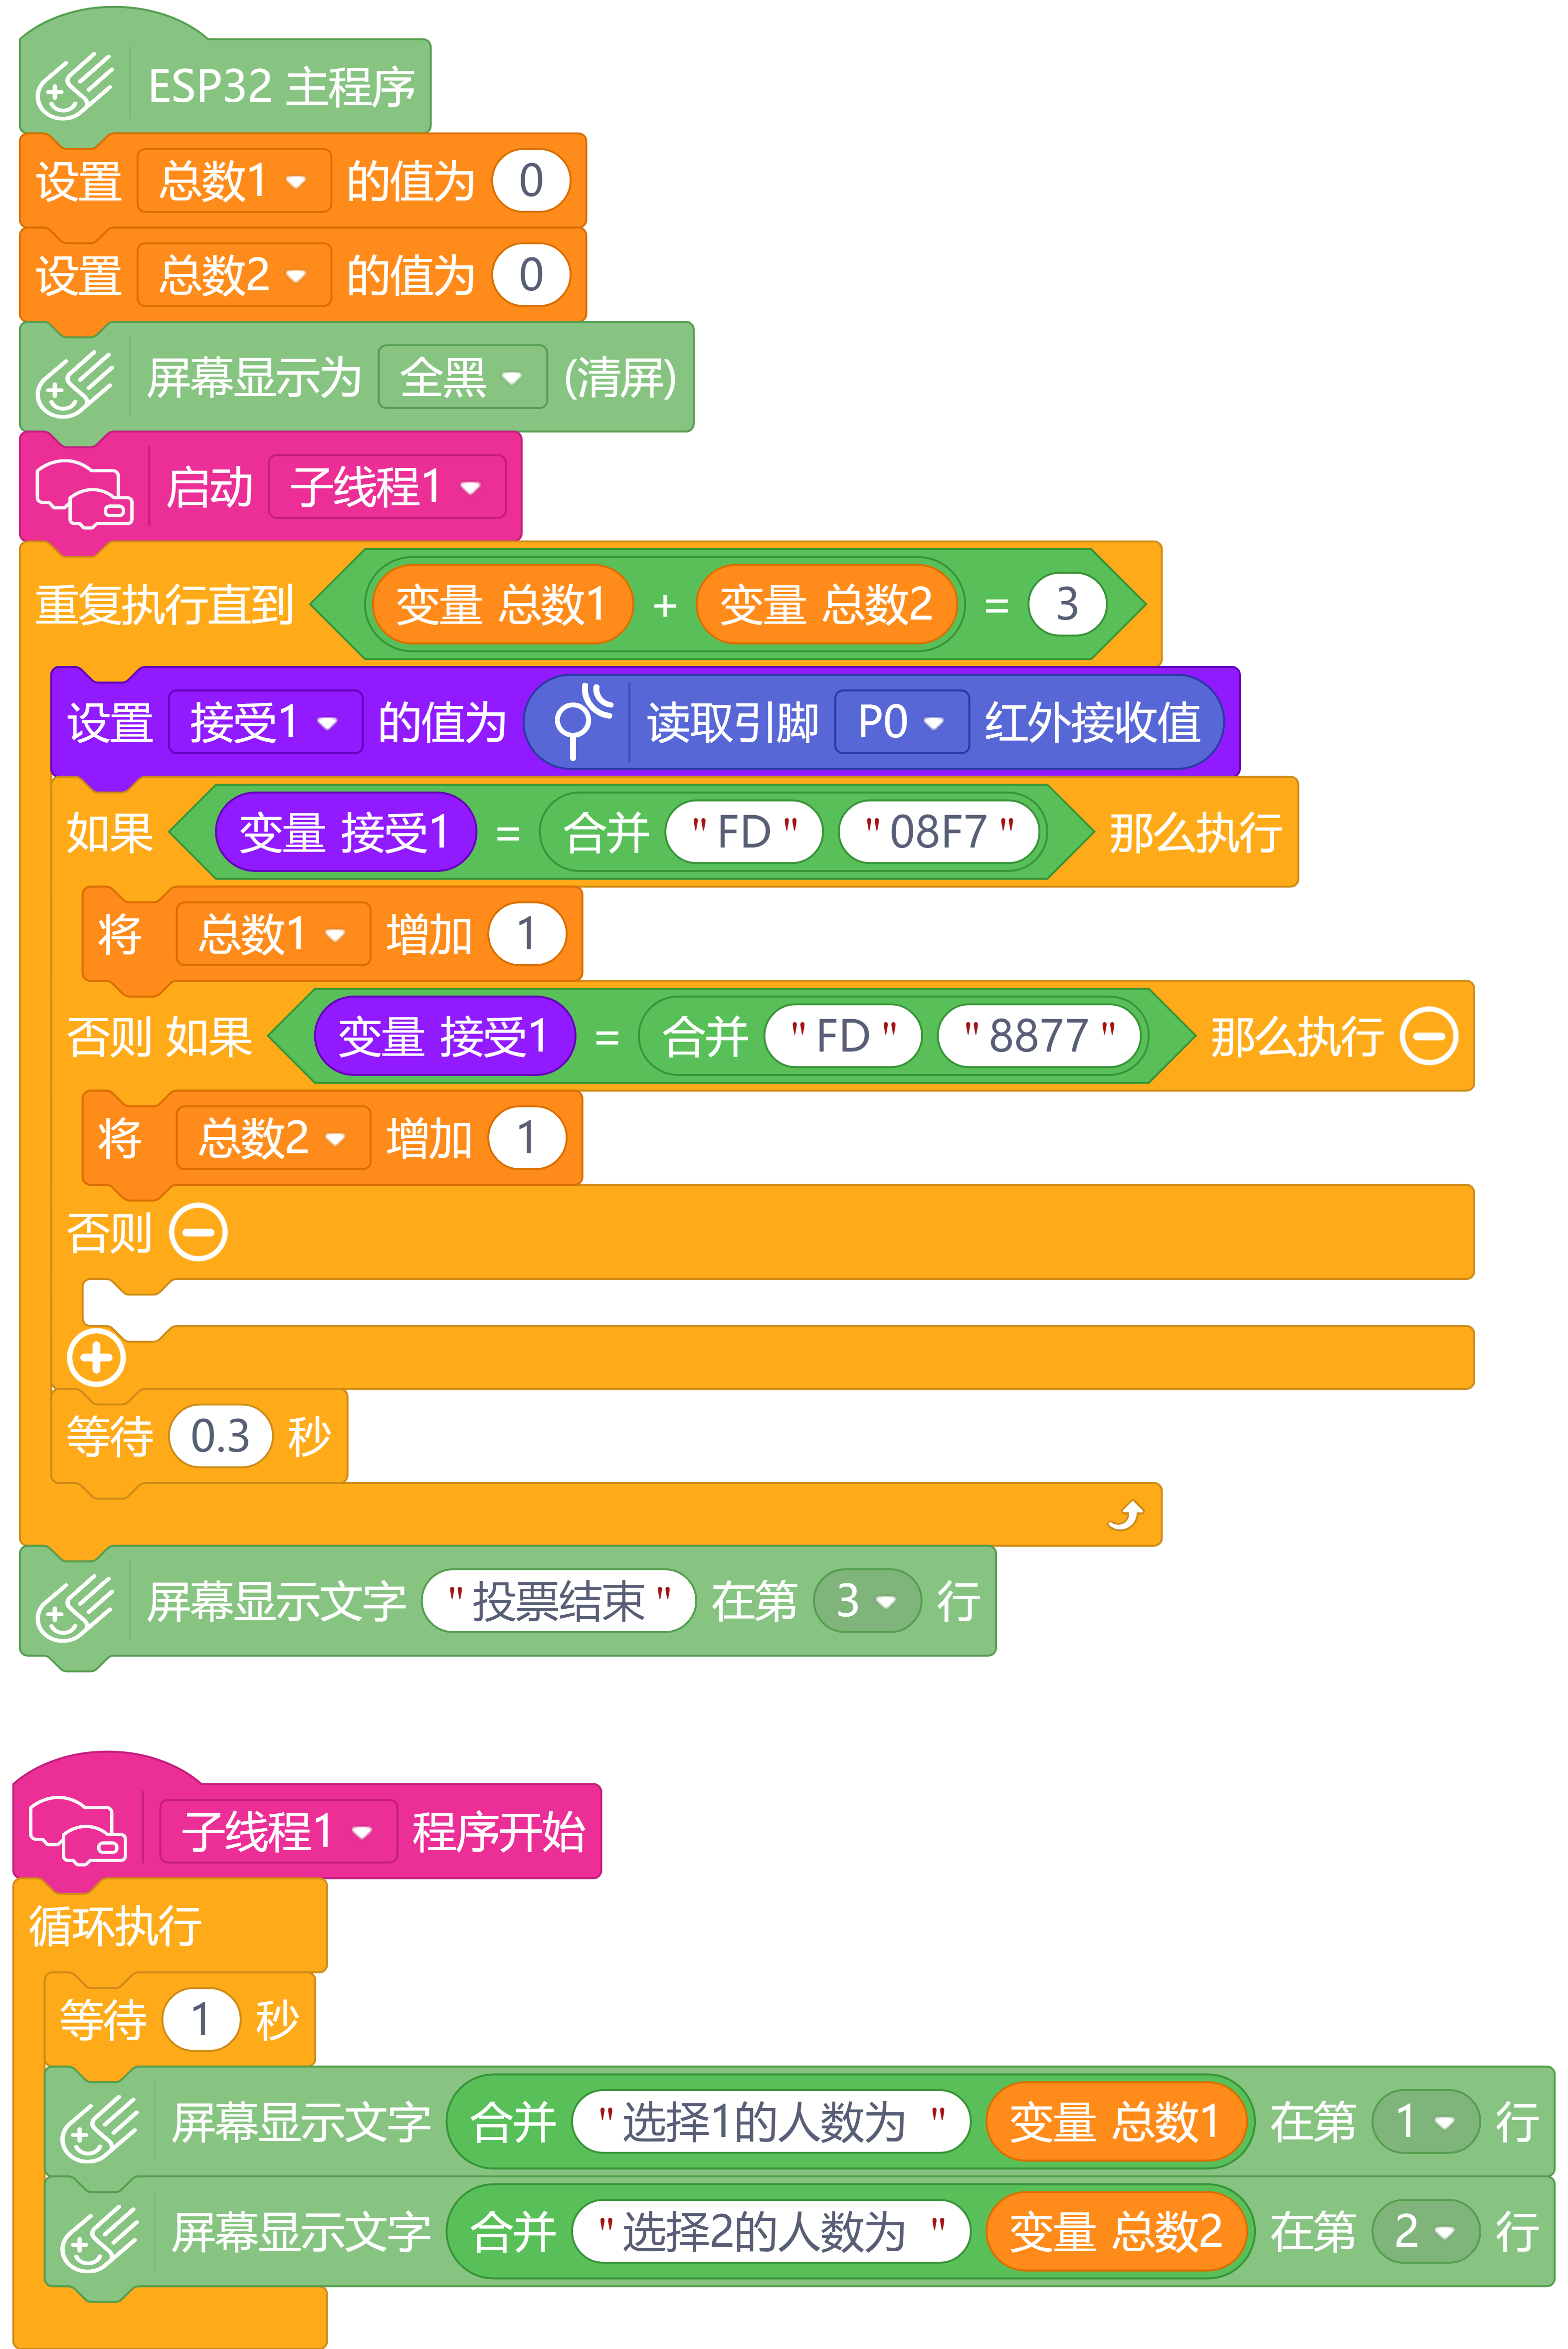 ESP32 主程序
设置 总数1 的值为 0
设置 总数2 的值为 0
屏幕显示为 全黑 (清屏)
启动 子线程1
重复执行直到 变量 总数1 + 变量 总数2 = 3
设置 接受1 的值为 读取引脚 P0 红外接收值
如果 变量 接受1 = 合并 "FD" "08F7" 那么执行
将 总数1 增加 1
否则 如果 变量 接受1 = 合并 "FD" "8877" 那么执行
将 总数2 增加 1
否则
等待 0.3 秒
屏幕显示文字 "投票结束" 在第 3 行
子线程1 程序开始
循环执行
等待 1 秒
屏幕显示文字 合并 "选择1的人数为 " 变量 总数1 在第 1 行
屏幕显示文字 合并 "选择2的人数为 " 变量 总数2 在第 2 行